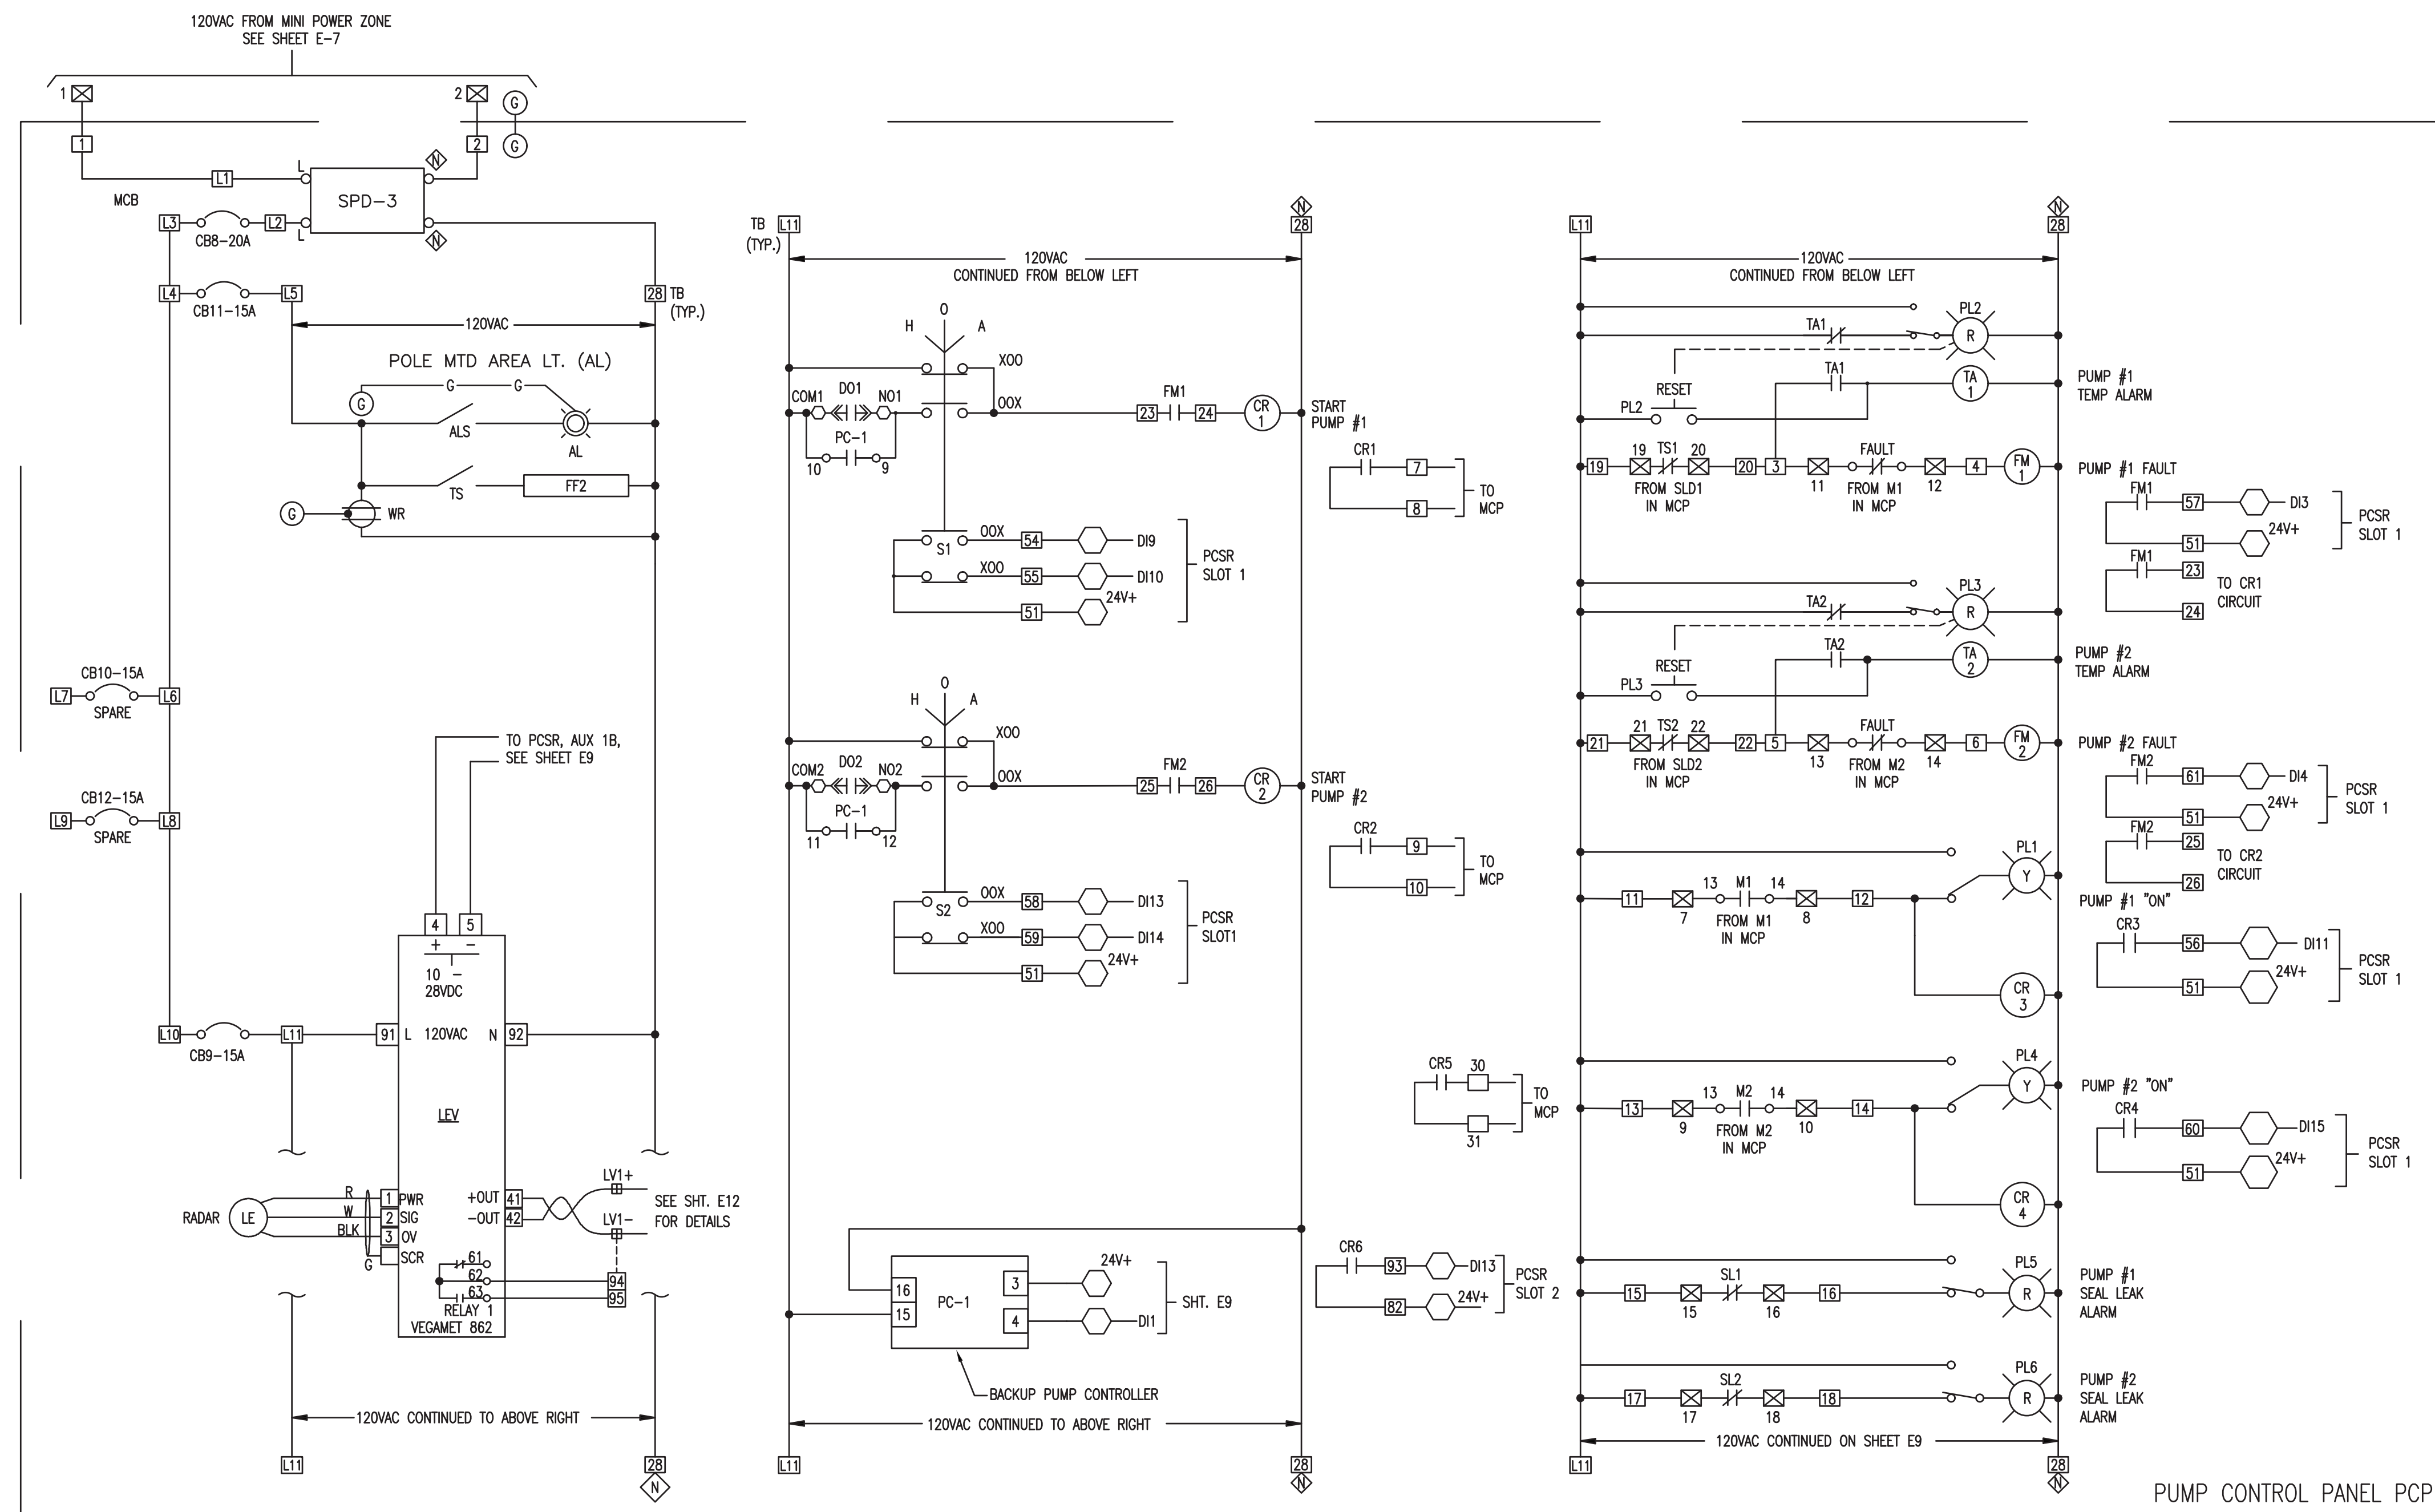 120VAC FROM MINI POWER ZONE
SEE SHEET E-7
1
2
G
1
2
G
L1
L
SPD-3
N
MCB
L3
CB8-20A
L2
L
N
L4
CB11-15A
L5
28 TB
(TYP.)
120VAC
POLE MTD AREA LT. (AL)
G
G
G
ALS
AL
TS
FF2
G
WR
CB10-15A
L7
L6
SPARE
CB12-15A
L9
L8
SPARE
TO PCSR, AUX 1B,
SEE SHEET E9
4
5
+
-
10 -
28VDC
L10
CB9-15A
L11
91
L
120VAC
N
92
LEV
RADAR
LE
R
W
BLK
G
1 PWR
2 SIG
3 OV
SCR
+OUT 41
-OUT 42
LV1+
LV1-
SEE SHT. E12
FOR DETAILS
61
62
63
RELAY 1
VEGAMET 862
94
95
120VAC CONTINUED TO ABOVE RIGHT
L11
28
N
TB
(TYP.)
L11
N
28
120VAC
CONTINUED FROM BELOW LEFT
H
O
A
XOO
OOX
COM1
DO1
NO1
PC-1
10
9
23
FM1
24
CR
1
START
PUMP #1
CR1
7
8
TO
MCP
S1
OOX
54
DI9
XOO
55
DI10
51
24V+
PCSR
SLOT 1
H
O
A
XOO
OOX
COM2
DO2
NO2
PC-1
11
12
25
FM2
26
CR
2
START
PUMP #2
CR2
9
10
TO
MCP
S2
OOX
58
DI13
XOO
59
DI14
51
24V+
PCSR
SLOT1
CR5
30
31
TO
MCP
16
15
PC-1
3
4
24V+
DI1
SHT. E9
BACKUP PUMP CONTROLLER
CR6
93
DI13
82
24V+
PCSR
SLOT 2
120VAC CONTINUED TO ABOVE RIGHT
L11
28
N
L11
N
28
120VAC
CONTINUED FROM BELOW LEFT
PL2
TA1
R
TA1
TA
1
RESET
PL2
PUMP #1
TEMP ALARM
19
19
TS1
20
20
3
11
FAULT
12
4
FM
1
FROM SLD1
IN MCP
FROM M1
IN MCP
PUMP #1 FAULT
FM1
57
DI3
51
24V+
PCSR
SLOT 1
FM1
23
24
TO CR1
CIRCUIT
PL3
TA2
R
TA2
TA
2
RESET
PL3
PUMP #2
TEMP ALARM
21
21
TS2
22
22
5
13
FAULT
14
6
FM
2
FROM SLD2
IN MCP
FROM M2
IN MCP
PUMP #2 FAULT
FM2
61
DI4
51
24V+
PCSR
SLOT 1
FM2
25
26
TO CR2
CIRCUIT
PL1
Y
11
7
13
M1
14
8
12
FROM M1
IN MCP
CR
3
PUMP #1 "ON"
CR3
56
DI11
51
24V+
PCSR
SLOT 1
PL4
Y
13
9
13
M2
14
10
14
FROM M2
IN MCP
CR
4
PUMP #2 "ON"
CR4
60
DI15
51
24V+
PCSR
SLOT 1
15
15
SL1
16
16
PL5
R
PUMP #1
SEAL LEAK
ALARM
17
17
SL2
18
18
PL6
R
PUMP #2
SEAL LEAK
ALARM
120VAC CONTINUED ON SHEET E9
L11
28
N
PUMP CONTROL PANEL PCP